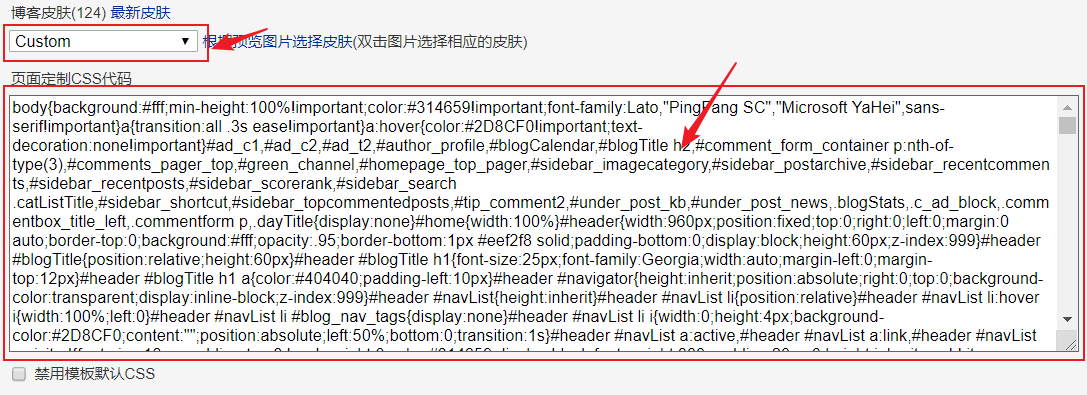 博客皮肤(124) 最新皮肤
Custom 根据预览图片选择皮肤(双击图片选择相应的皮肤)
页面定制CSS代码
body{background:#fff;min-height:100%!important;color:#314659!important;font-family:Lato,"PingFang SC","Microsoft YaHei",sans-
serif!important}a{transition:all .3s ease!important}a:hover{color:#2D8CF0!important;text-
decoration:none!important}#ad_c1,#ad_c2,#ad_t2,#author_profile,#blogCalendar,#blogTitle h2,#comment_form_container p:nth-of-
type(3),#comments_pager_top,#green_channel,#homepage_top_pager,#sidebar_imagecategory,#sidebar_postarchive,#sidebar_recentcomme
nts,#sidebar_recentposts,#sidebar_scorerank,#sidebar_search
.catListTitle,#sidebar_shortcut,#sidebar_topcommentedposts,#tip_comment2,#under_post_kb,#under_post_news,.blogStats,.c_ad_block,.com
mentbox_title_left,.commentform p,.dayTitle{display:none}#home{width:100%}#header{width:960px;position:fixed;top:0;right:0;left:0;margin:0
auto;border-top:0;background:#fff;opacity:.95;border-bottom:1px #eef2f8 solid;padding-bottom:0;display:block;height:60px;z-index:999}#header
#blogTitle{position:relative;height:60px}#header #blogTitle h1{font-size:25px;font-family:Georgia;width:auto;margin-left:0;margin-
top:12px}#header #blogTitle h1 a{color:#404040;padding-left:10px}#header #navigator{height:inherit;position:absolute;right:0;top:0;background-
color:transparent;display:inline-block;z-index:999}#header #navList{height:inherit}#header #navList li{position:relative}#header #navList li:hover
i{width:100%;left:0}#header #navList li #blog_nav_tags{display:none}#header #navList li i{width:0;height:4px;background-
color:#2D8CF0;content:"";position:absolute;left:50%;bottom:0;transition:1s}#header #navList a:active,#header #navList a:link,#header #navList
禁用模板默认CSS